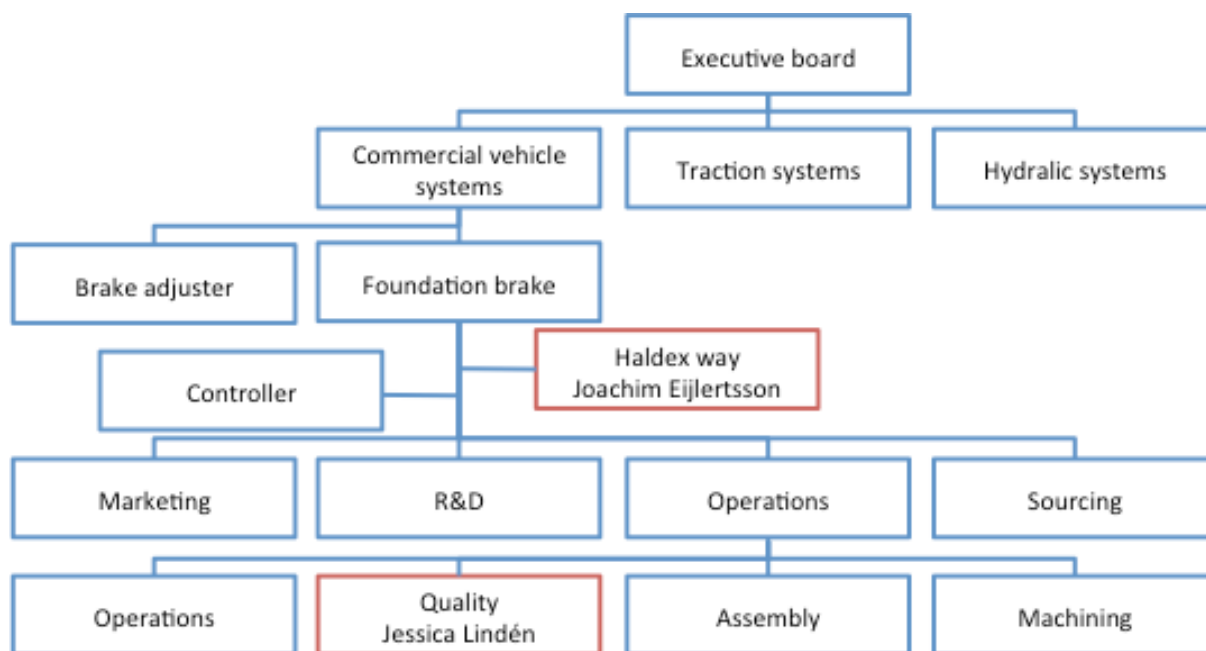 Executive board
Commercial vehicle
systems
Traction systems
Hydralic systems
Brake adjuster
Foundation brake
Haldex way
Joachim Eijlertsson
Controller
Marketing
R&D
Operations
Sourcing
Operations
Quality
Jessica Lindén
Assembly
Machining